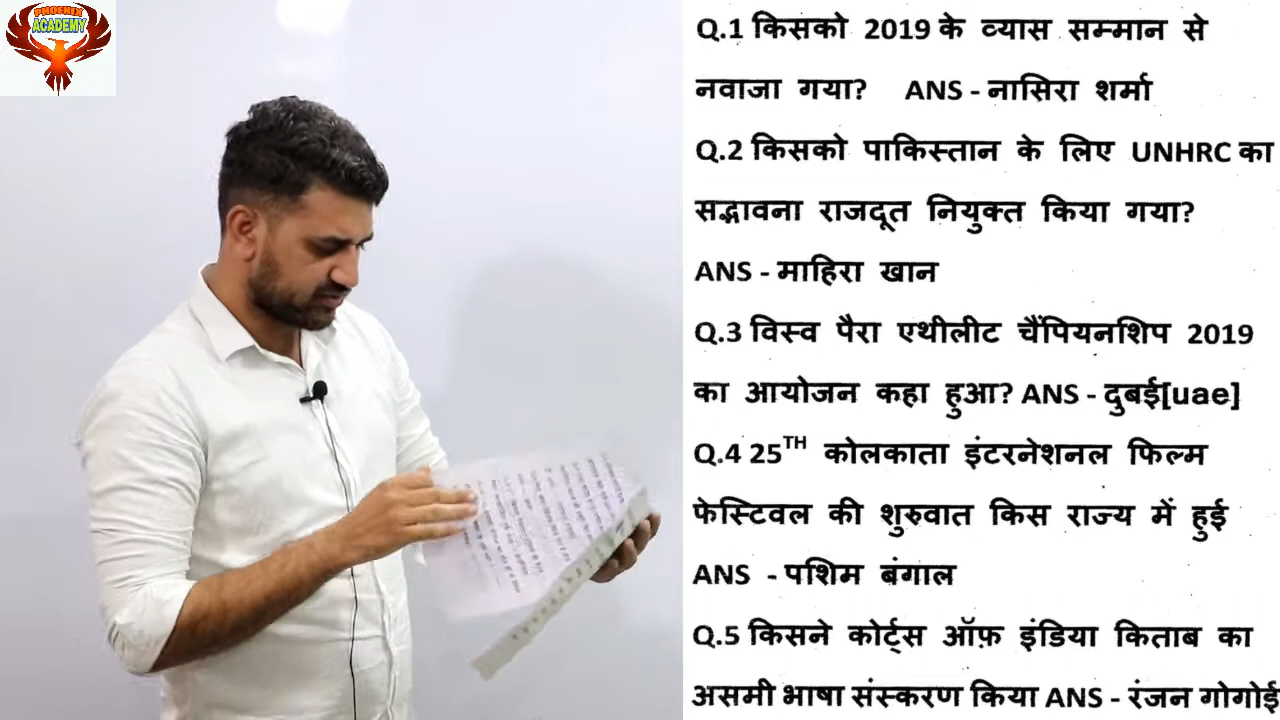 PHOENIX
ACADEMY
Q.1 किसको 2019 के व्यास सम्मान से
नवाजा गया? ANS - नासिरा शर्मा
Q.2 किसको पाकिस्तान के लिए UNHRC का
सद्भावना राजदूत नियुक्त किया गया?
ANS - माहिरा खान
Q.3 विस्व पैरा एथीलीट चैंपियनशिप 2019
का आयोजन कहा हुआ? ANS - दुबई[uae]
Q.4 25TH कोलकाता इंटरनेशनल फिल्म
फेस्टिवल की शुरुवात किस राज्य में हुई
ANS - पशिम बंगाल
Q.5 किसने कोर्ट्स ऑफ़ इंडिया किताब का
असमी भाषा संस्करण किया ANS - रंजन गोगोई